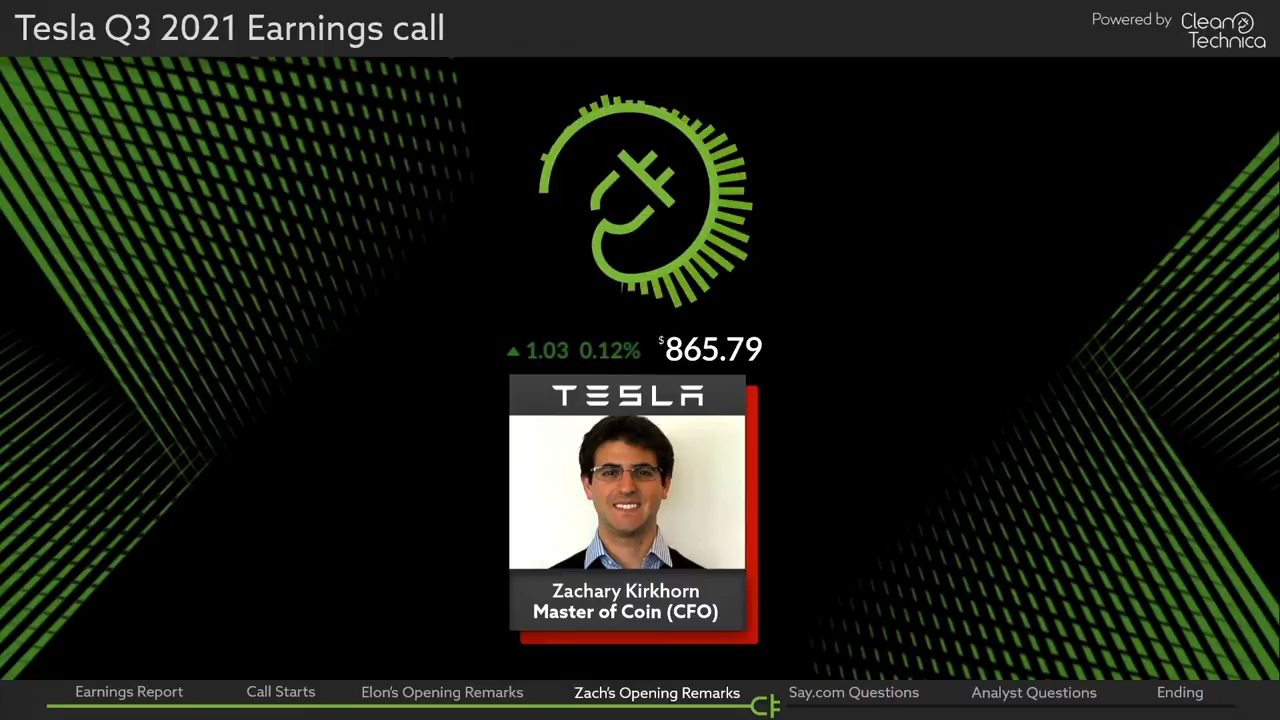 Tesla Q3 2021 Earnings call
Powered by
Clean
Technica
▲ 1.03 0.12% $865.79
TESLA
Zachary Kirkhorn
Master of Coin (CFO)
Earnings Report
Call Starts
Elon's Opening Remarks
Zach's Opening Remarks
Say.com Questions
Analyst Questions
Ending